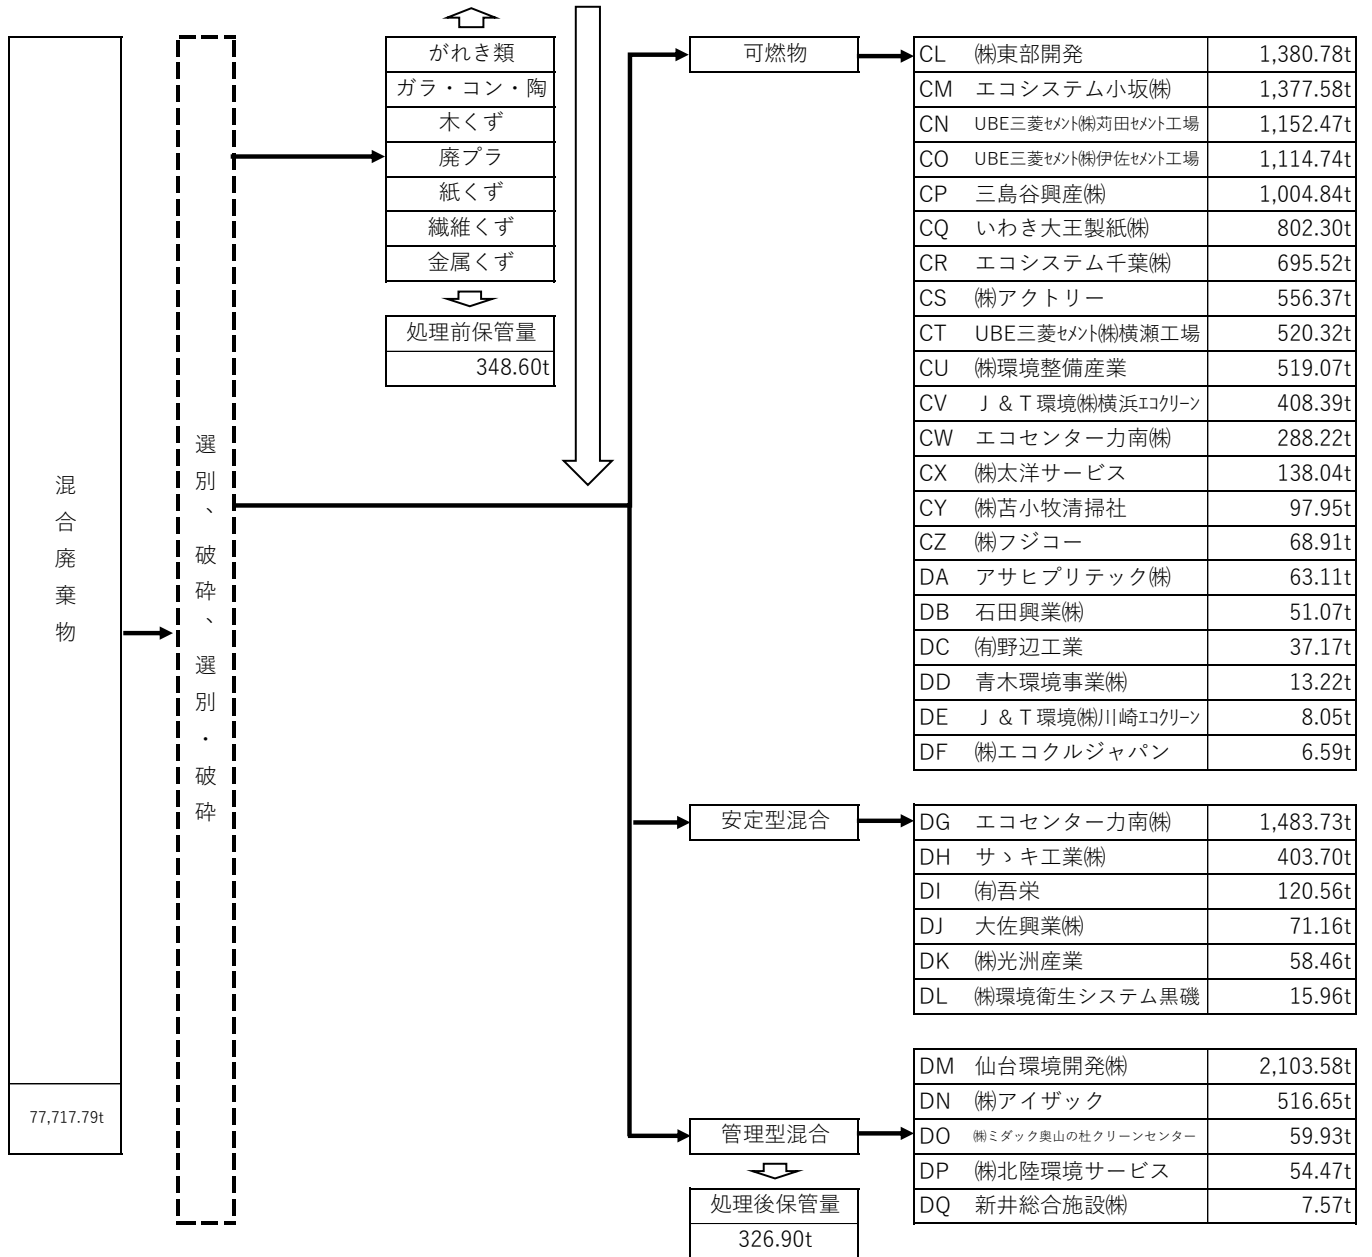 混合廃棄物
77,717.79t
選別、破砕、選別・破砕
がれき類
ガラ・コン・陶
木くず
廃プラ
紙くず
繊維くず
金属くず
処理前保管量
348.60t
可燃物
CL ㈱東部開発 1,380.78t
CM エコシステム小坂㈱ 1,377.58t
CN UBE三菱ｾﾒﾝﾄ㈱苅田ｾﾒﾝﾄ工場 1,152.47t
CO UBE三菱ｾﾒﾝﾄ㈱伊佐ｾﾒﾝﾄ工場 1,114.74t
CP 三島谷興産㈱ 1,004.84t
CQ いわき大王製紙㈱ 802.30t
CR エコシステム千葉㈱ 695.52t
CS ㈱アクトリー 556.37t
CT UBE三菱ｾﾒﾝﾄ㈱横瀬工場 520.32t
CU ㈱環境整備産業 519.07t
CV Ｊ＆Ｔ環境㈱横浜ｴｺｸﾘｰﾝ 408.39t
CW エコセンター力南㈱ 288.22t
CX ㈱太洋サービス 138.04t
CY ㈱苫小牧清掃社 97.95t
CZ ㈱フジコー 68.91t
DA アサヒプリテック㈱ 63.11t
DB 石田興業㈱ 51.07t
DC ㈲野辺工業 37.17t
DD 青木環境事業㈱ 13.22t
DE Ｊ＆Ｔ環境㈱川崎ｴｺｸﾘｰﾝ 8.05t
DF ㈱エコクルジャパン 6.59t
安定型混合
DG エコセンター力南㈱ 1,483.73t
DH サヽキ工業㈱ 403.70t
DI ㈲吾栄 120.56t
DJ 大佐興業㈱ 71.16t
DK ㈱光洲産業 58.46t
DL ㈱環境衛生システム黒磯 15.96t
管理型混合
DM 仙台環境開発㈱ 2,103.58t
DN ㈱アイザック 516.65t
DO ㈱ミダック奥山の杜クリーンセンター 59.93t
DP ㈱北陸環境サービス 54.47t
DQ 新井総合施設㈱ 7.57t
処理後保管量
326.90t